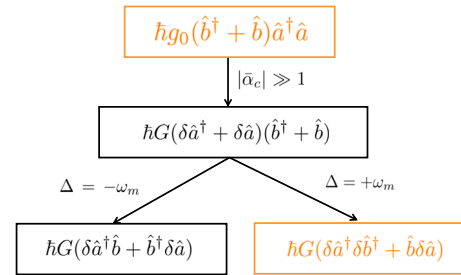 ħg₀(b̂† + b̂)â†â
|ᾱ_c| ≫ 1
ħG(δâ† + δâ)(b̂† + b̂)
Δ = −ω_m
Δ = +ω_m
ħG(δâ†b̂ + b̂†δâ)
ħG(δâ†δb̂† + b̂δâ)